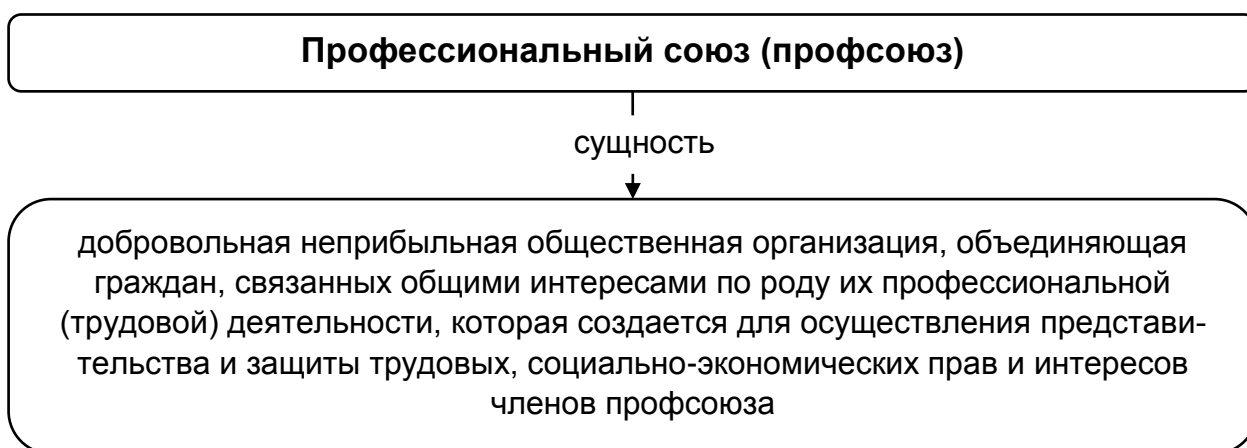 Профессиональный союз (профсоюз)
сущность
добровольная неприбыльная общественная организация, объединяющая
граждан, связанных общими интересами по роду их профессиональной
(трудовой) деятельности, которая создается для осуществления представи-
тельства и защиты трудовых, социально-экономических прав и интересов
членов профсоюза